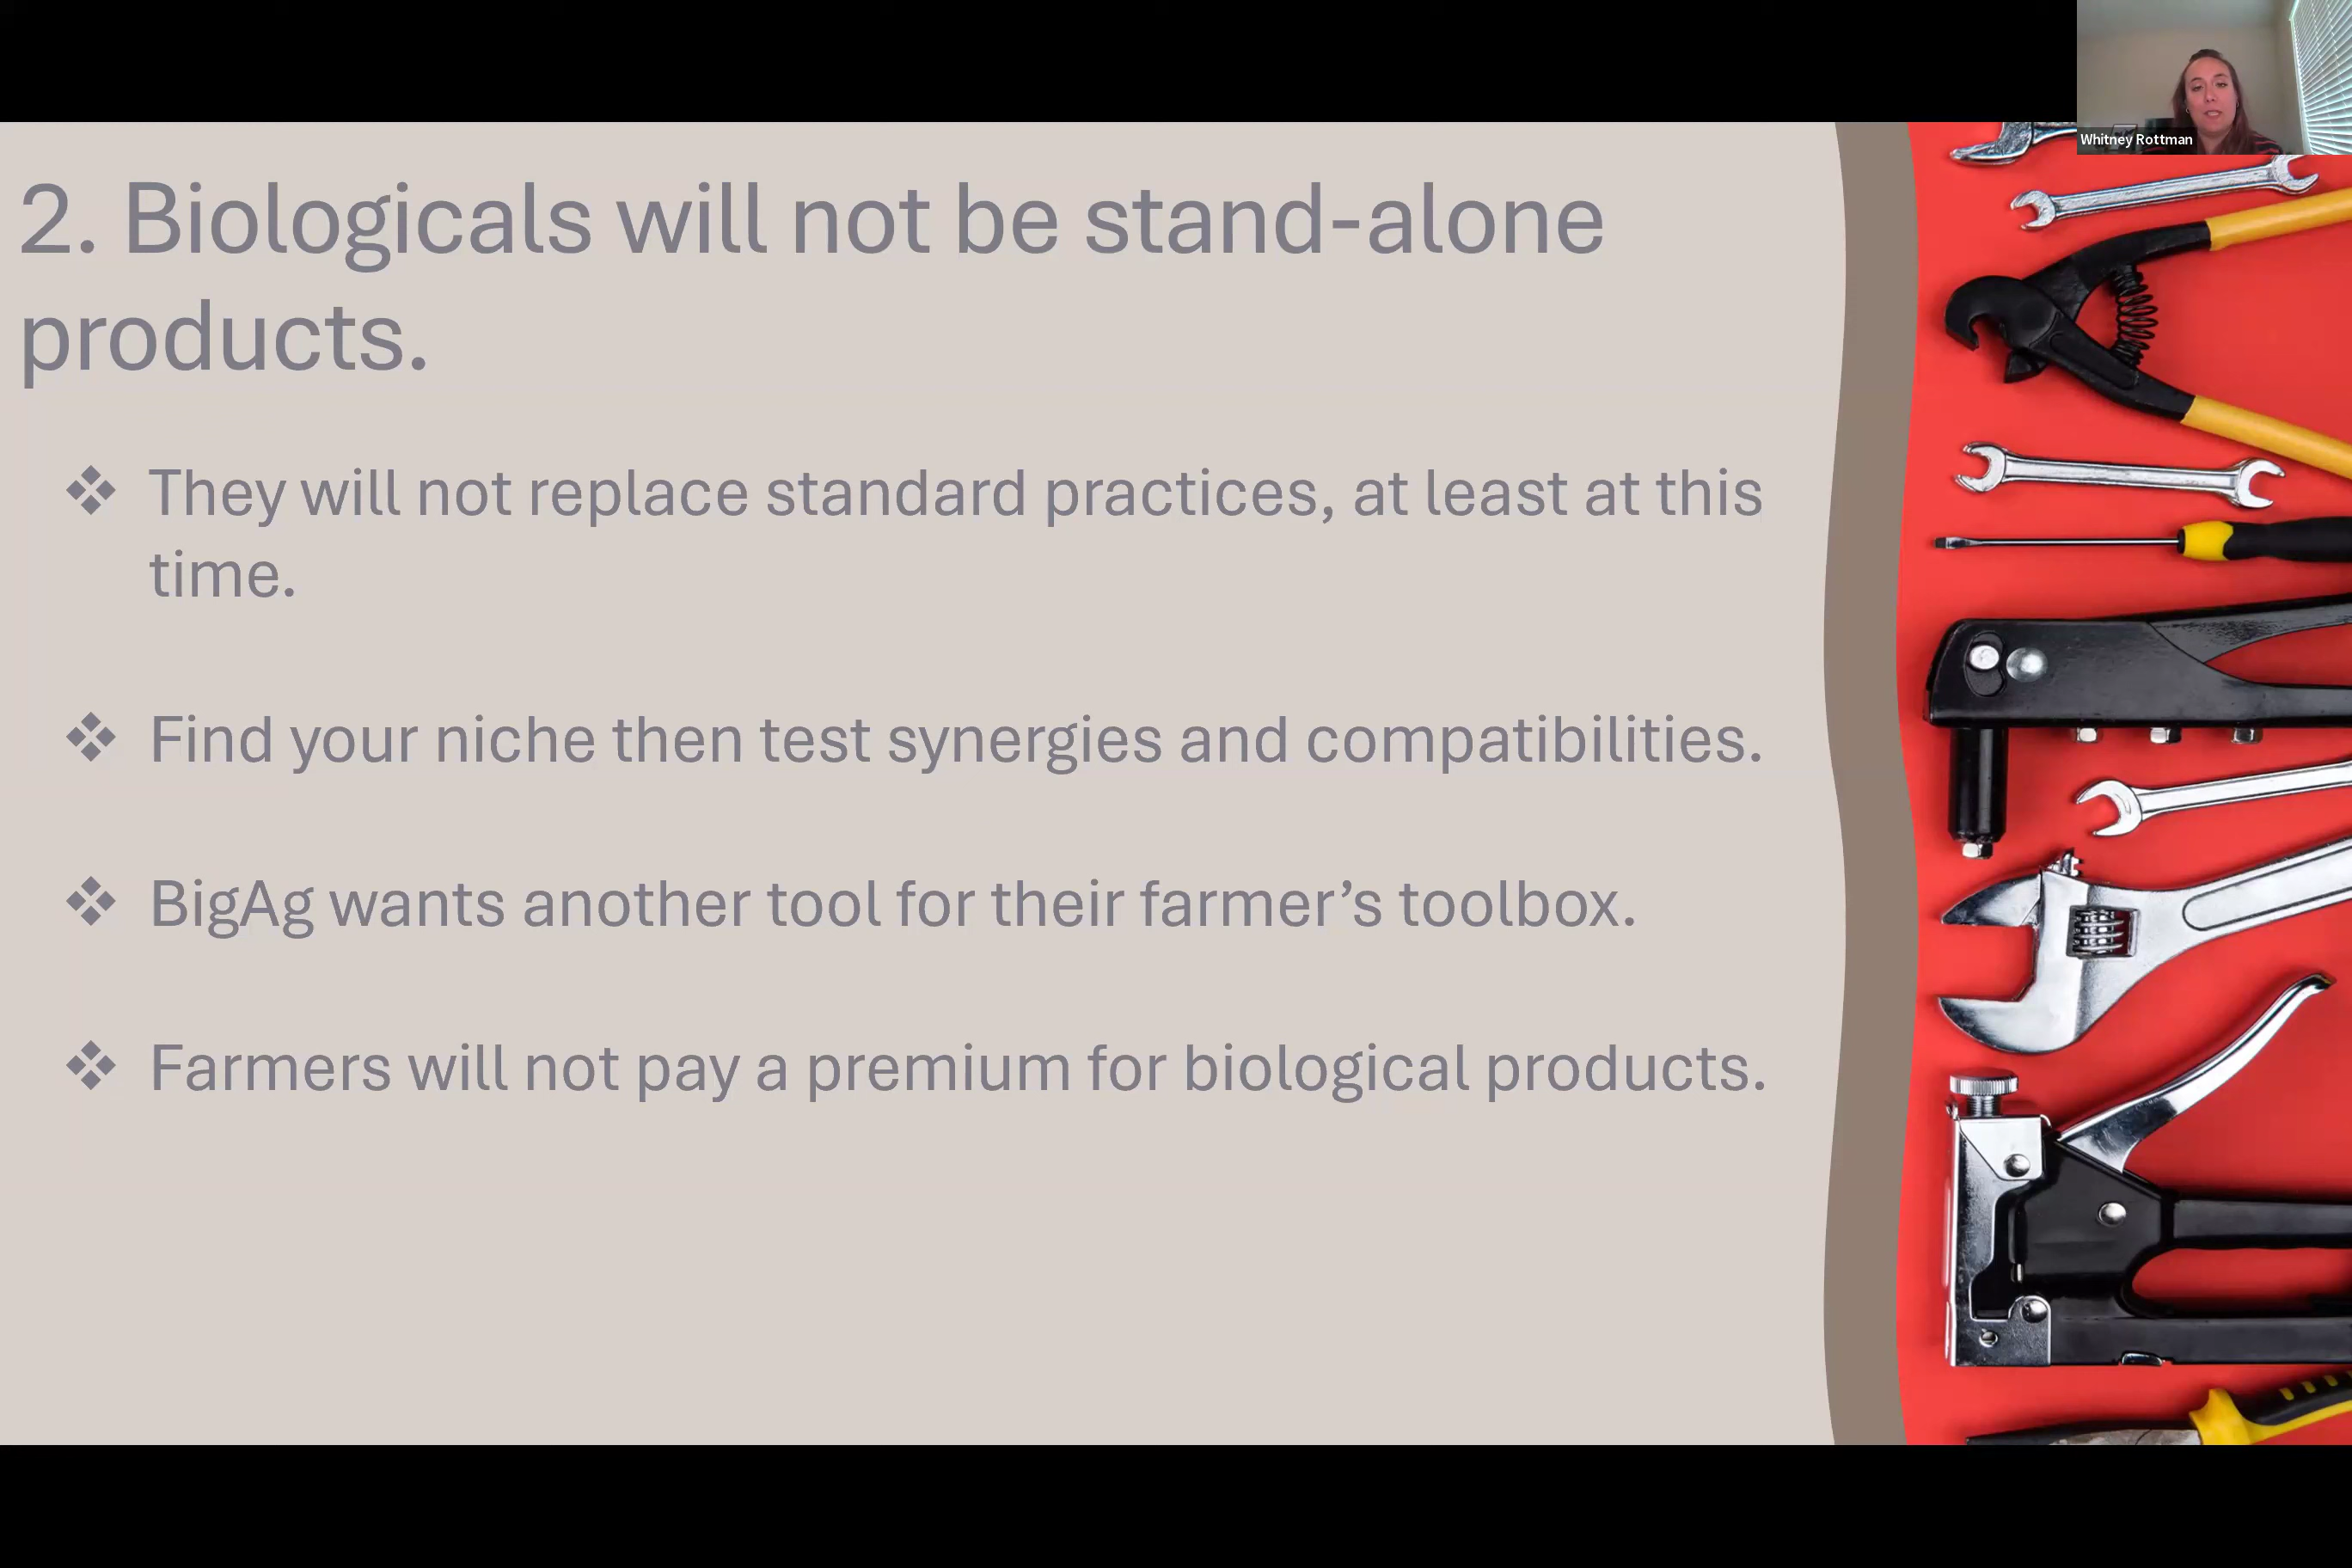 Whitney Rottman
2. Biologicals will not be stand-alone
products.
❖ They will not replace standard practices, at least at this
time.
❖ Find your niche then test synergies and compatibilities.
❖ BigAg wants another tool for their farmer’s toolbox.
❖ Farmers will not pay a premium for biological products.